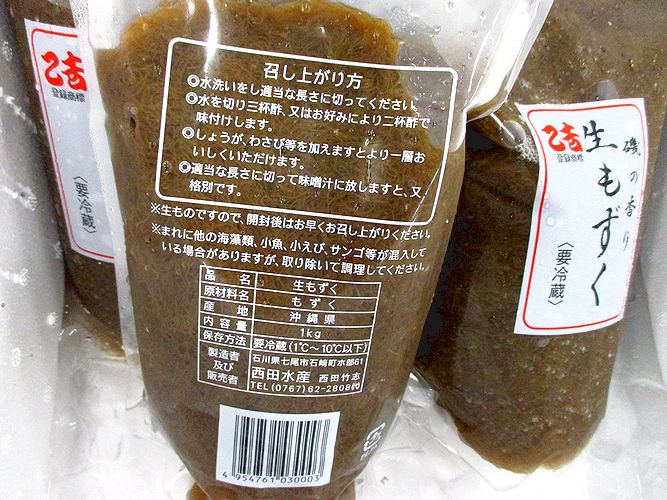 乙吉
登録商標
〈要冷蔵〉
召し上がり方
◎水洗いをし適当な長さに切ってください。
◎水を切り三杯酢、又はお好みにより二杯酢で
味付けします。
◎しょうが、わさび等を加えますとより一層お
いしくいただけます。
◎適当な長さに切って味噌汁に放しますと、又
格別です。
※生ものですので、開封後はお早くお召し上がりください。
※まれに他の海藻類、小魚、小えび、サンゴ等が混入して
いる場合がありますが、取り除いて調理してください。
品名 生もずく
原材料名 もずく
産地 沖縄県
内容量 1kg
保存方法 要冷蔵(1℃〜10℃以下)
製造者及び販売者 石川県七尾市石崎町木部61
西田水産 西田竹志
TEL(0767)62-2808㈹
4 954761 030003
乙吉
登録商標
磯の香
生もずく
〈要冷蔵〉